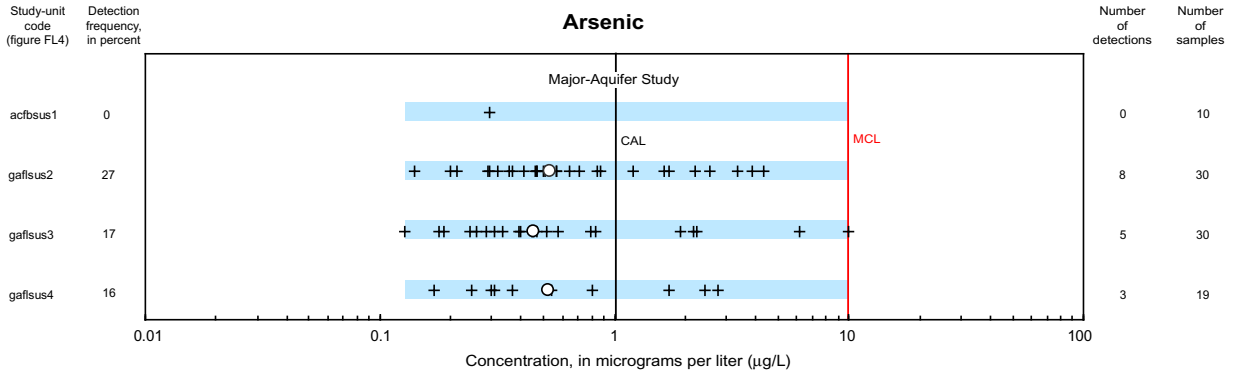 Arsenic
Study-unit
code
(figure FL4)
Detection
frequency,
in percent
Number
of
detections
Number
of
samples
Major-Aquifer Study
acfbsus1 0 0 10
CAL
MCL
gaflsus2 27 8 30
gaflsus3 17 5 30
gaflsus4 16 3 19
0.01 0.1 1 10 100
Concentration, in micrograms per liter (µg/L)